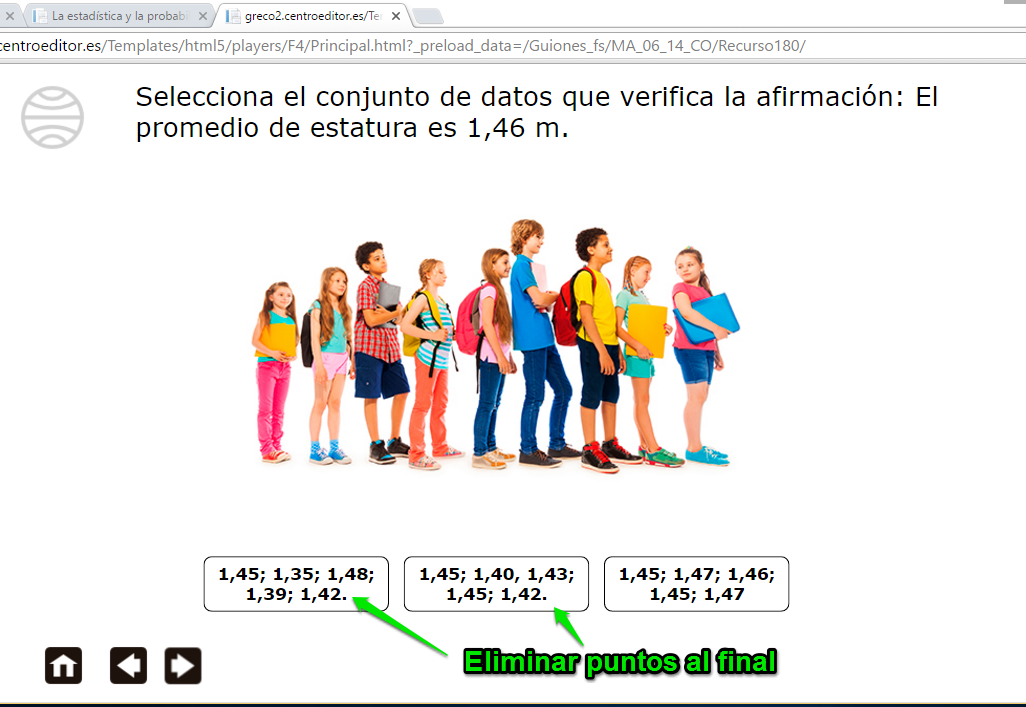 La estadística y la probabi
greco2.centroeditor.es/Te
centroeditor.es/Templates/html5/players/F4/Principal.html?_preload_data=/Guiones_fs/MA_06_14_CO/Recurso180/
Selecciona el conjunto de datos que verifica la afirmación: El
promedio de estatura es 1,46 m.
1,45; 1,35; 1,48;
1,39; 1,42.
1,45; 1,40, 1,43;
1,45; 1,42.
1,45; 1,47; 1,46;
1,45; 1,47
Eliminar puntos al final